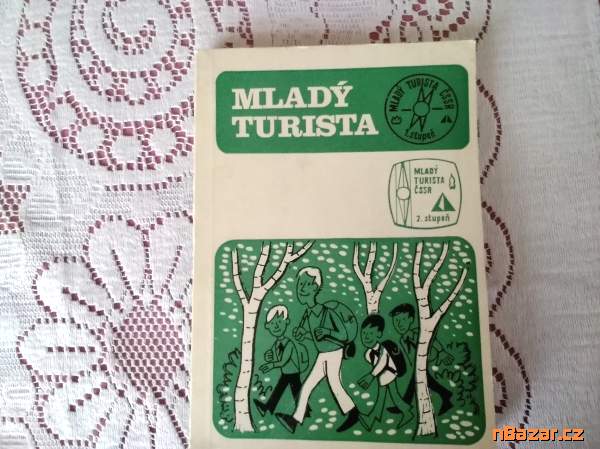 MLADÝ
TURISTA
MLADÝ TURISTA ČSSR
1. stupeň
MLADÝ
TURISTA
ČSSR
2. stupeň
nBazar.cz